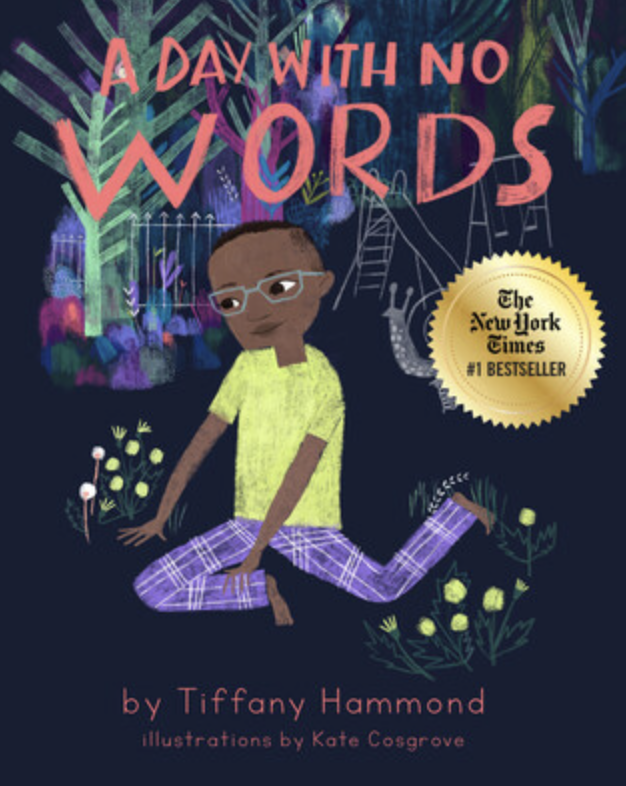 A DAY WITH NO
WORDS
The
New York
Times
#1 BESTSELLER
by Tiffany Hammond
illustrations by Kate Cosgrove